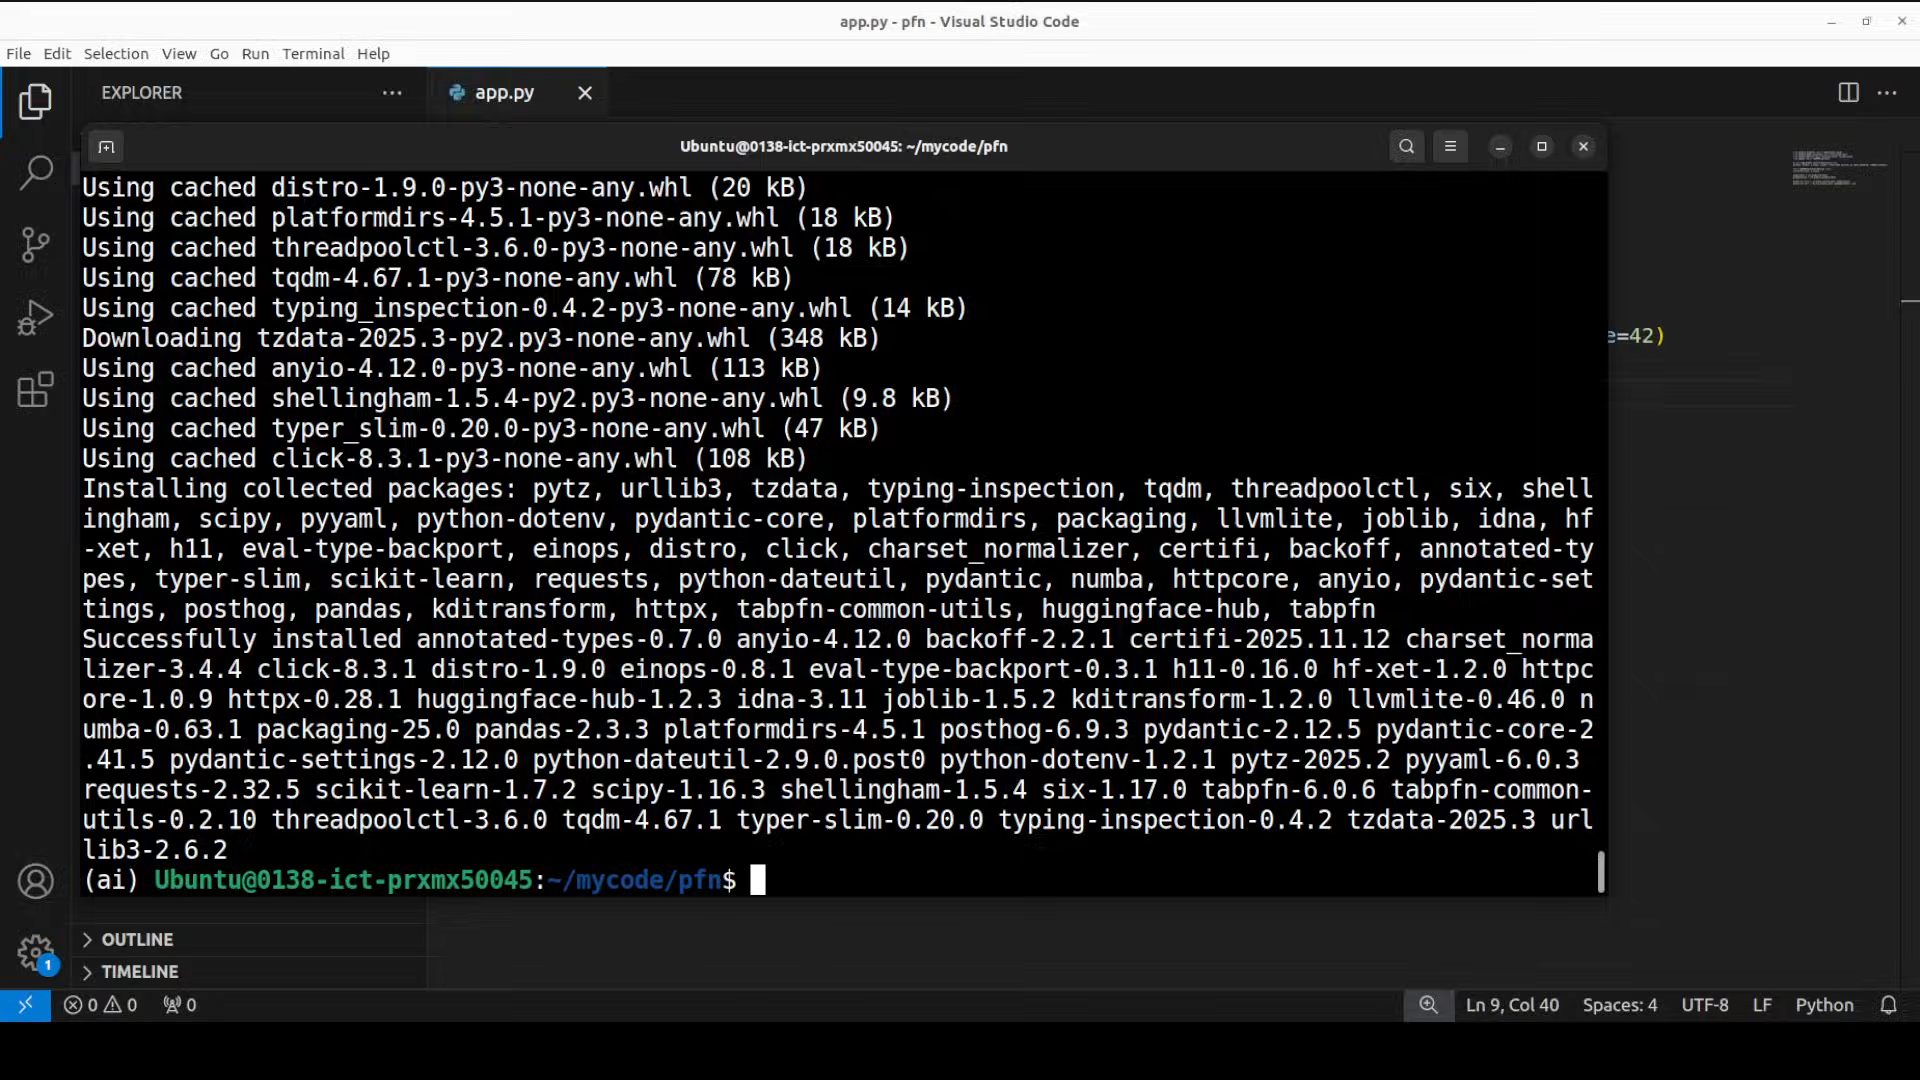 app.py - pfn - Visual Studio Code
File Edit Selection View Go Run Terminal Help
EXPLORER
app.py
Ubuntu@0138-ict-prxmx50045: ~/mycode/pfn
Using cached distro-1.9.0-py3-none-any.whl (20 kB)
Using cached platformdirs-4.5.1-py3-none-any.whl (18 kB)
Using cached threadpoolctl-3.6.0-py3-none-any.whl (18 kB)
Using cached tqdm-4.67.1-py3-none-any.whl (78 kB)
Using cached typing_inspection-0.4.2-py3-none-any.whl (14 kB)
Downloading tzdata-2025.3-py2.py3-none-any.whl (348 kB)
e=42)
Using cached anyio-4.12.0-py3-none-any.whl (113 kB)
Using cached shellingham-1.5.4-py2.py3-none-any.whl (9.8 kB)
Using cached typer_slim-0.20.0-py3-none-any.whl (47 kB)
Using cached click-8.3.1-py3-none-any.whl (108 kB)
Installing collected packages: pytz, urllib3, tzdata, typing-inspection, tqdm, threadpoolctl, six, shell
ingham, scipy, pyyaml, python-dotenv, pydantic-core, platformdirs, packaging, llvmlite, joblib, idna, hf
-xet, h11, eval-type-backport, einops, distro, click, charset_normalizer, certifi, backoff, annotated-ty
pes, typer-slim, scikit-learn, requests, python-dateutil, pydantic, numba, httpcore, anyio, pydantic-set
tings, posthog, pandas, kditransform, httpx, tabpfn-common-utils, huggingface-hub, tabpfn
Successfully installed annotated-types-0.7.0 anyio-4.12.0 backoff-2.2.1 certifi-2025.11.12 charset_norma
lizer-3.4.4 click-8.3.1 distro-1.9.0 einops-0.8.1 eval-type-backport-0.3.1 h11-0.16.0 hf-xet-1.2.0 httpc
ore-1.0.9 httpx-0.28.1 huggingface-hub-1.2.3 idna-3.11 joblib-1.5.2 kditransform-1.2.0 llvmlite-0.46.0 n
umba-0.63.1 packaging-25.0 pandas-2.3.3 platformdirs-4.5.1 posthog-6.9.3 pydantic-2.12.5 pydantic-core-2
.41.5 pydantic-settings-2.12.0 python-dateutil-2.9.0.post0 python-dotenv-1.2.1 pytz-2025.2 pyyaml-6.0.3
requests-2.32.5 scikit-learn-1.7.2 scipy-1.16.3 shellingham-1.5.4 six-1.17.0 tabpfn-6.0.6 tabpfn-common-
utils-0.2.10 threadpoolctl-3.6.0 tqdm-4.67.1 typer-slim-0.20.0 typing-inspection-0.4.2 tzdata-2025.3 url
lib3-2.6.2
(ai) Ubuntu@0138-ict-prxmx50045:~/mycode/pfn$
OUTLINE
TIMELINE
1
0 0 0 Ln 9, Col 40 Spaces: 4 UTF-8 LF Python